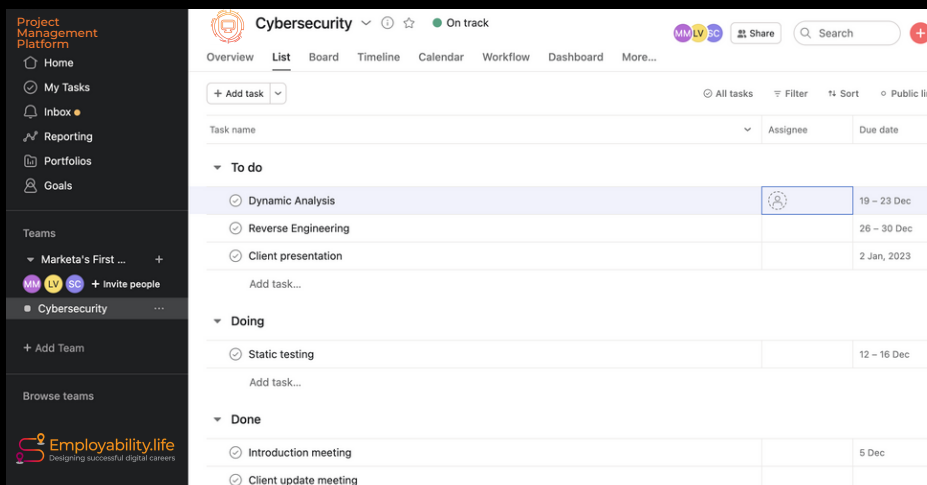 Project
Management
Platform
Home
My Tasks
Inbox
Reporting
Portfolios
Goals
Teams
Marketa's First ... +
MM LV SC + Invite people
Cybersecurity ...
+ Add Team
Browse teams
Employability.life
Designing successful digital careers
Cybersecurity On track
MM LV SC Share Search +
Overview List Board Timeline Calendar Workflow Dashboard More...
+ Add task All tasks Filter Sort Public
Task name Assignee Due date
To do
Dynamic Analysis 19 – 23 Dec
Reverse Engineering 26 – 30 Dec
Client presentation 2 Jan, 2023
Add task...
Doing
Static testing 12 – 16 Dec
Add task...
Done
Introduction meeting 5 Dec
Client update meeting